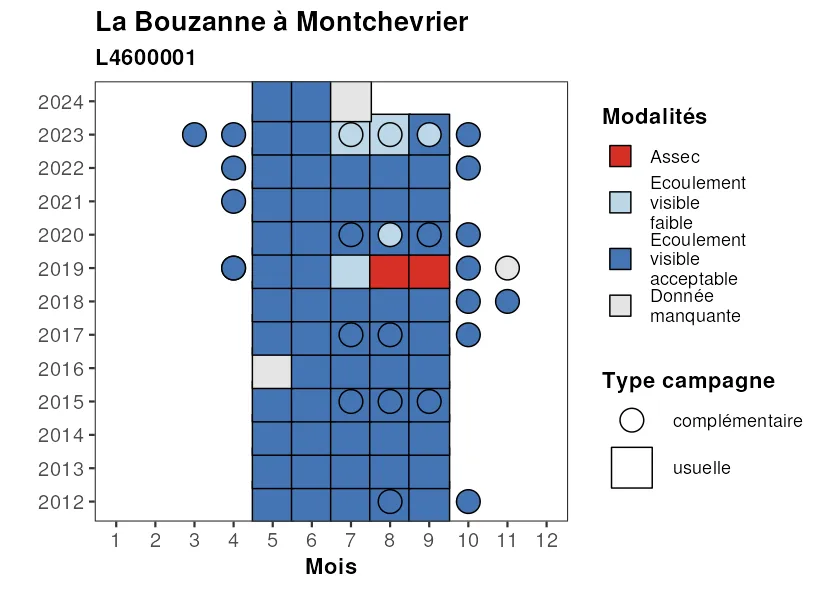 La Bouzanne à Montchevrier
L4600001
2024
2023
2022
2021
2020
2019
2018
2017
2016
2015
2014
2013
2012
1 2 3 4 5 6 7 8 9 10 11 12
Mois
Modalités
Assec
Ecoulement
visible
faible
Ecoulement
visible
acceptable
Donnée
manquante
Type campagne
complémentaire
usuelle